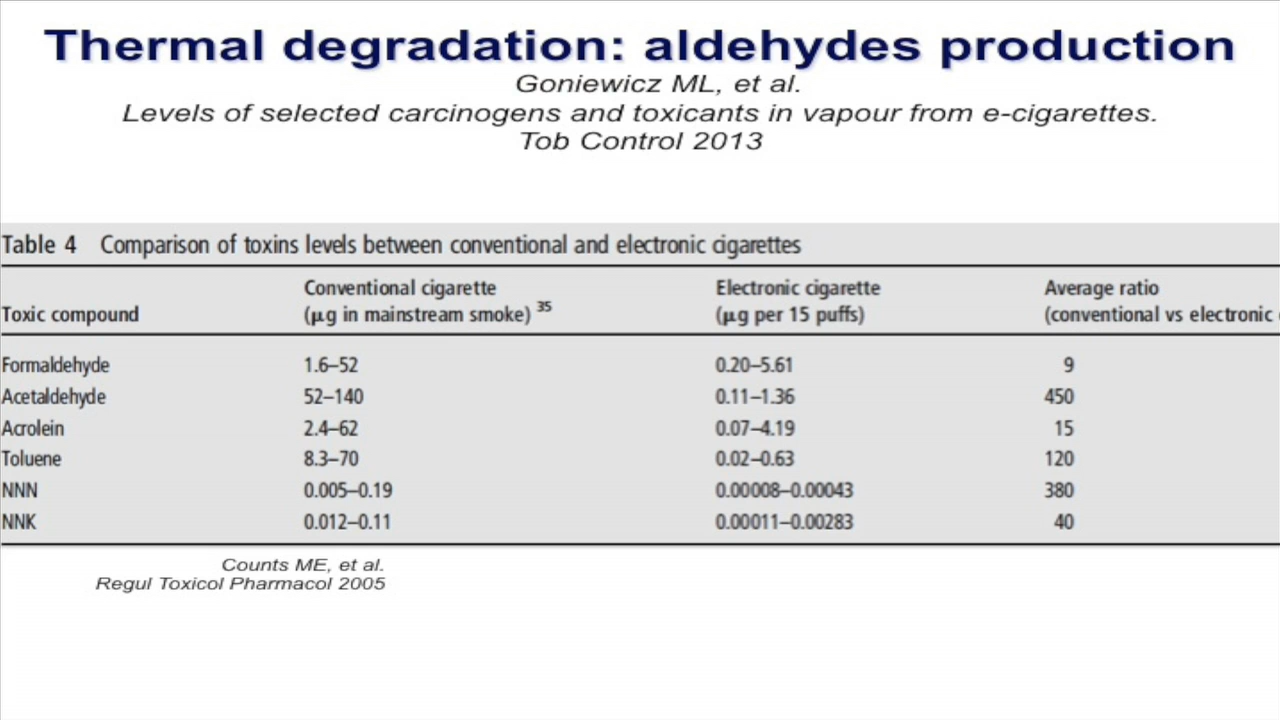 Thermal degradation: aldehydes production
Goniewicz ML, et al.
Levels of selected carcinogens and toxicants in vapour from e-cigarettes.
Tob Control 2013
Table 4 Comparison of toxins levels between conventional and electronic cigarettes
Conventional cigarette Electronic cigarette Average ratio
Toxic compound (µg in mainstream smoke) 35 (µg per 15 puffs) (conventional vs electronic
Formaldehyde 1.6–52 0.20–5.61 9
Acetaldehyde 52–140 0.11–1.36 450
Acrolein 2.4–62 0.07–4.19 15
Toluene 8.3–70 0.02–0.63 120
NNN 0.005–0.19 0.00008–0.00043 380
NNK 0.012–0.11 0.00011–0.00283 40
Counts ME, et al.
Regul Toxicol Pharmacol 2005